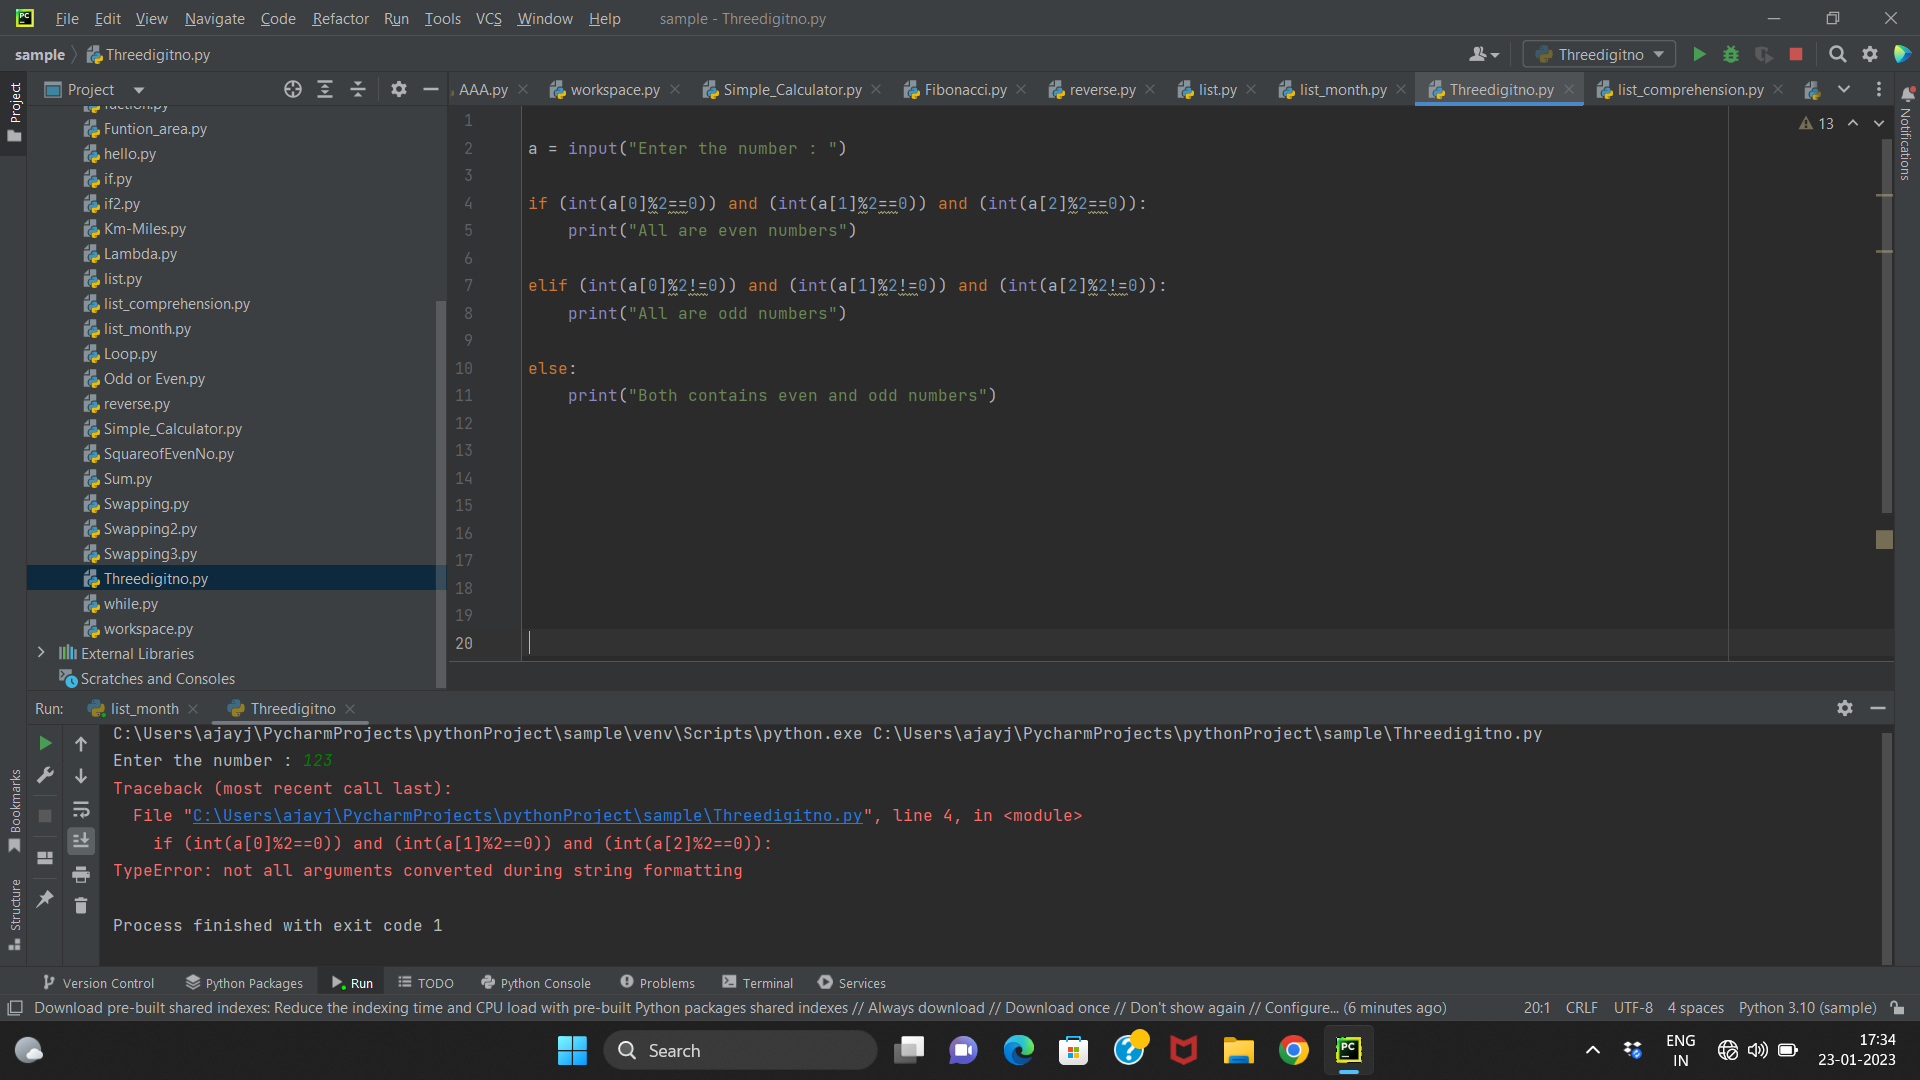 File Edit View Navigate Code Refactor Run Tools VCS Window Help sample - Threedigitno.py
sample Threedigitno.py Threedigitno
Project
Project
AAA.py workspace.py Simple_Calculator.py Fibonacci.py reverse.py list.py list_month.py Threedigitno.py list_comprehension.py
Notifications
Funtion_area.py
hello.py
if.py
if2.py
Km-Miles.py
Lambda.py
list.py
list_comprehension.py
list_month.py
Loop.py
Odd or Even.py
reverse.py
Simple_Calculator.py
SquareofEvenNo.py
Sum.py
Swapping.py
Swapping2.py
Swapping3.py
Threedigitno.py
while.py
workspace.py
External Libraries
Scratches and Consoles
13
1
2 a = input("Enter the number : ")
3
4 if (int(a[0]%2==0)) and (int(a[1]%2==0)) and (int(a[2]%2==0)):
5 print("All are even numbers")
6
7 elif (int(a[0]%2!=0)) and (int(a[1]%2!=0)) and (int(a[2]%2!=0)):
8 print("All are odd numbers")
9
10 else:
11 print("Both contains even and odd numbers")
12
13
14
15
16
17
18
19
20
Run: list_month Threedigitno
C:\Users\ajayj\PycharmProjects\pythonProject\sample\venv\Scripts\python.exe C:\Users\ajayj\PycharmProjects\pythonProject\sample\Threedigitno.py
Enter the number : 123
Traceback (most recent call last):
File "C:\Users\ajayj\PycharmProjects\pythonProject\sample\Threedigitno.py", line 4, in <module>
if (int(a[0]%2==0)) and (int(a[1]%2==0)) and (int(a[2]%2==0)):
TypeError: not all arguments converted during string formatting
Process finished with exit code 1
Bookmarks
Structure
Version Control Python Packages Run TODO Python Console Problems Terminal Services
Download pre-built shared indexes: Reduce the indexing time and CPU load with pre-built Python packages shared indexes // Always download // Download once // Don't show again // Configure... (6 minutes ago) 20:1 CRLF UTF-8 4 spaces Python 3.10 (sample)
Search
ENG
IN
17:34
23-01-2023